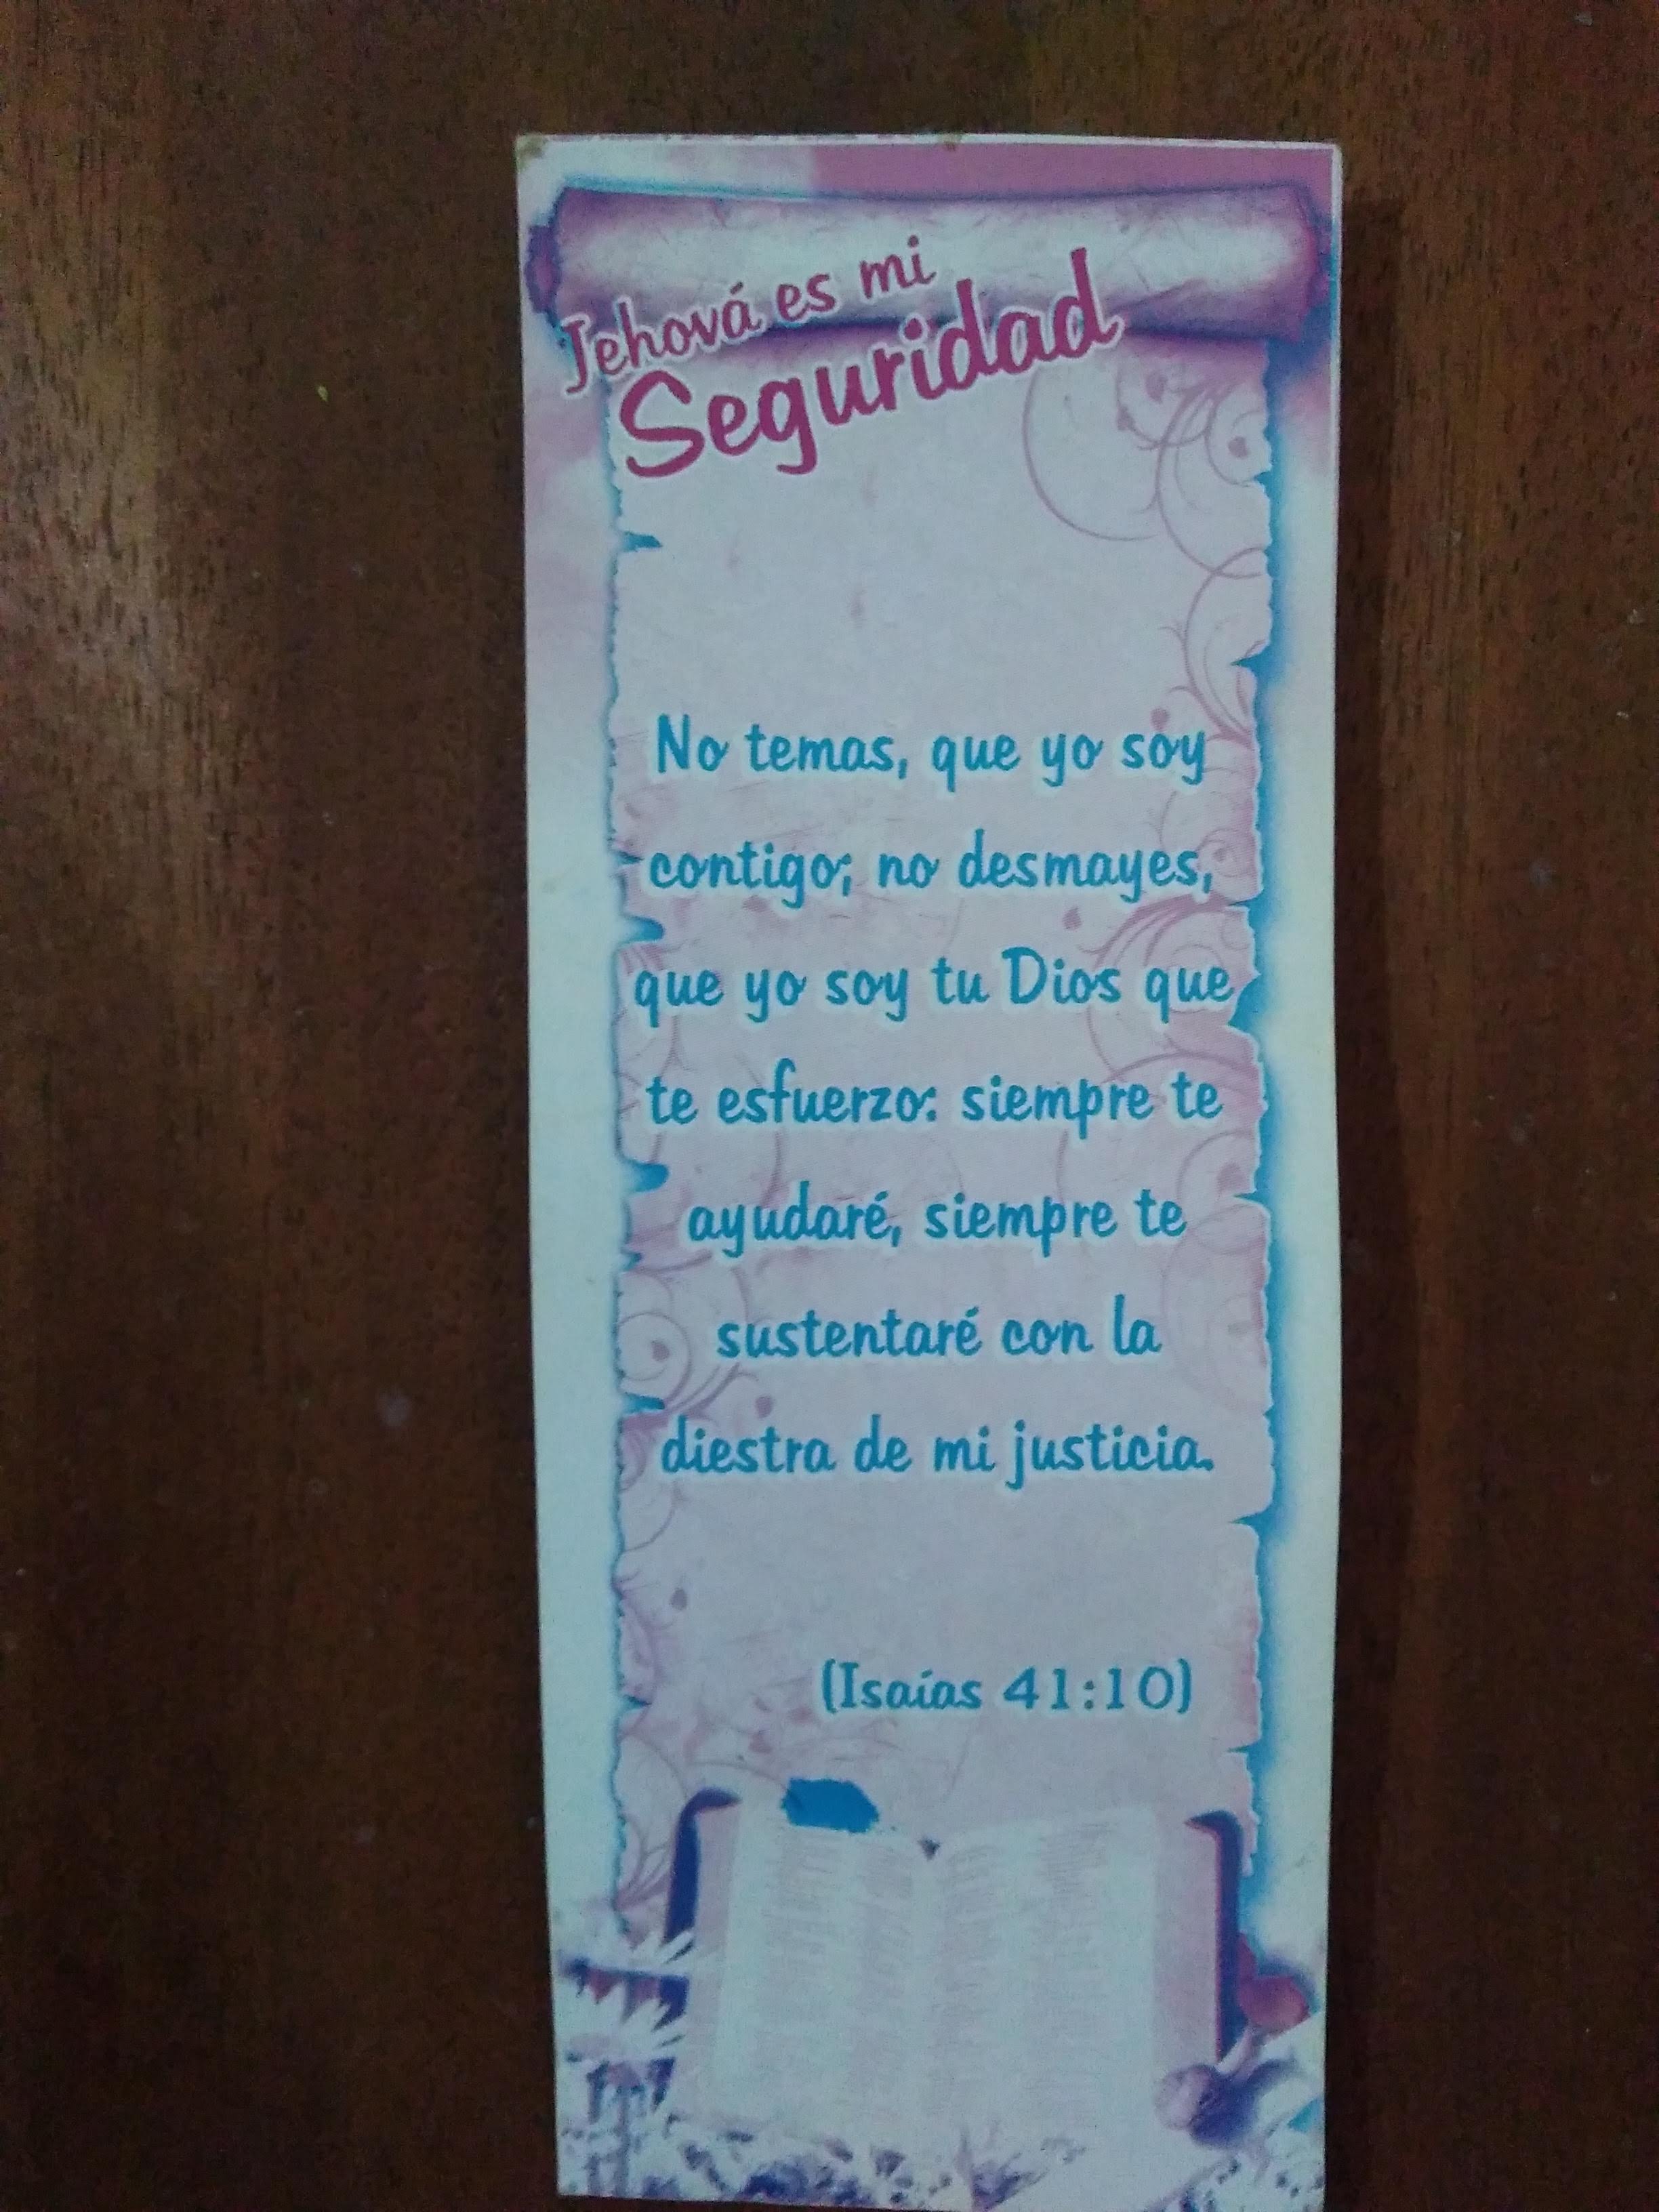 Jehová es mi
Seguridad
No temas, que yo soy
contigo; no desmayes,
que yo soy tu Dios que
te esfuerzo: siempre te
ayudaré, siempre te
sustentaré con la
diestra de mi justicia.
(Isaías 41:10)